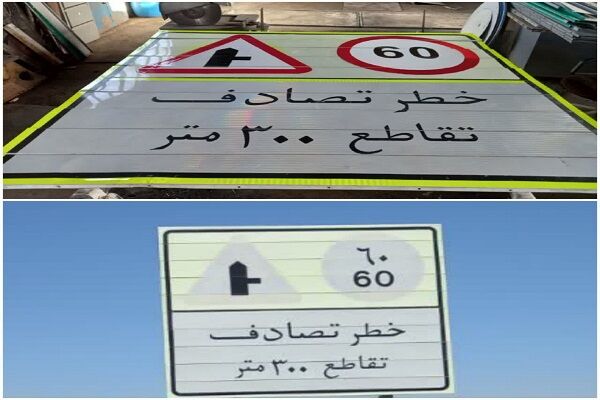 60
خطر تصادف
تقاطع ۳۰۰ متر
۶۰
60
خطر تصادف
تقاطع ۳۰۰ متر